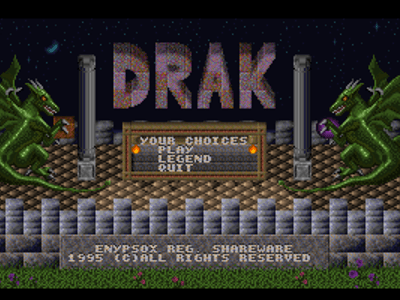 DRAK
YOUR CHOICES
PLAY
LEGEND
QUIT
ENYPSOX REG. SHAREWARE
1995 (C)ALL RIGHTS RESERVED